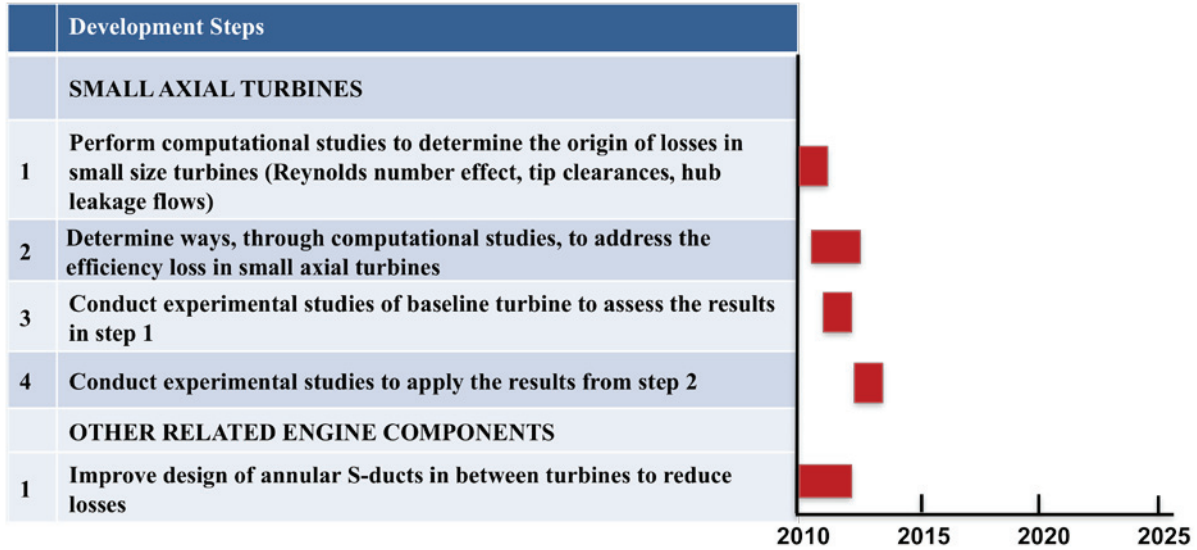 Development Steps
SMALL AXIAL TURBINES
1
Perform computational studies to determine the origin of losses in
small size turbines (Reynolds number effect, tip clearances, hub
leakage flows)
2
Determine ways, through computational studies, to address the
efficiency loss in small axial turbines
3
Conduct experimental studies of baseline turbine to assess the results
in step 1
4
Conduct experimental studies to apply the results from step 2
OTHER RELATED ENGINE COMPONENTS
1
Improve design of annular S-ducts in between turbines to reduce
losses
2010 2015 2020 2025